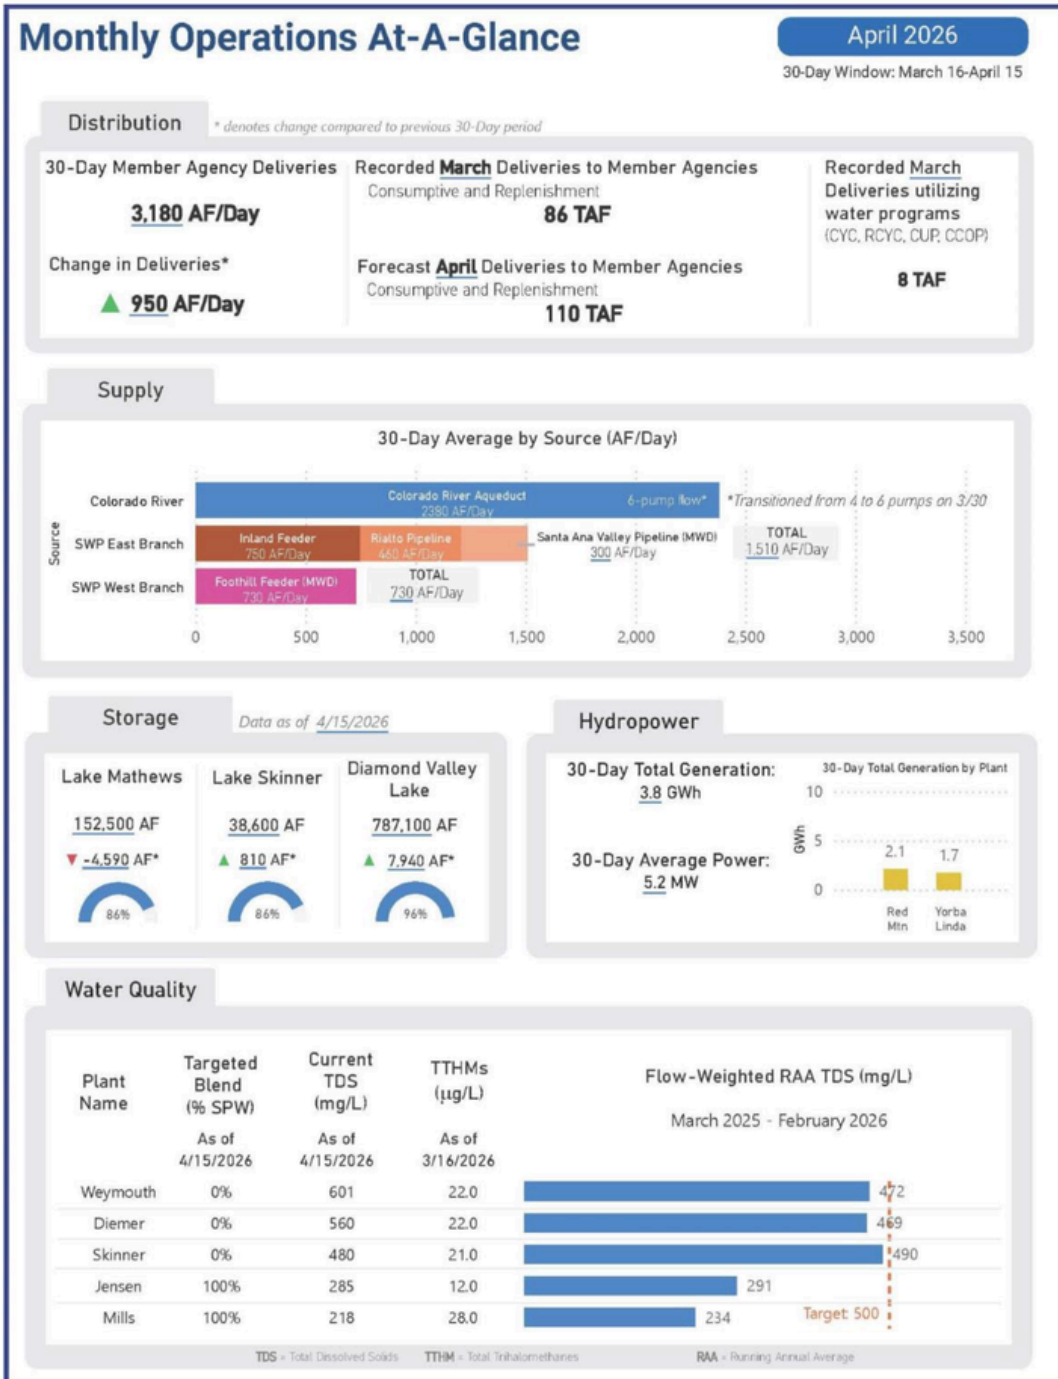 Monthly Operations At-A-Glance
April 2026
30-Day Window: March 16-April 15
Distribution
* denotes change compared to previous 30-Day period
30-Day Member Agency Deliveries
3,180 AF/Day
Change in Deliveries*
950 AF/Day
Recorded March Deliveries to Member Agencies
Consumptive and Replenishment
86 TAF
Forecast April Deliveries to Member Agencies
Consumptive and Replenishment
110 TAF
Recorded March
Deliveries utilizing
water programs
(CYC, RCYC, CUP, CCOP)
8 TAF
Supply
30-Day Average by Source (AF/Day)
Source
Colorado River
Colorado River Aqueduct
2380 AF/Day
6-pump flow*
*Transitioned from 4 to 6 pumps on 3/30
SWP East Branch
Inland Feeder
750 AF/Day
Rialto Pipeline
460 AF/Day
Santa Ana Valley Pipeline (MWD)
300 AF/Day
TOTAL
1,510 AF/Day
SWP West Branch
Foothill Feeder (MWD)
730 AF/Day
TOTAL
730 AF/Day
0 500 1,000 1,500 2,000 2,500 3,000 3,500
Storage
Data as of 4/15/2026
Lake Mathews
152,500 AF
-4,590 AF*
86%
Lake Skinner
38,600 AF
810 AF*
86%
Diamond Valley
Lake
787,100 AF
7,940 AF*
96%
Hydropower
30-Day Total Generation:
3.8 GWh
30-Day Average Power:
5.2 MW
30-Day Total Generation by Plant
GWh
10
5
0
2.1
1.7
Red
Mtn
Yorba
Linda
Water Quality
Plant
Name
Targeted
Blend
(% SPW)
As of
4/15/2026
Current
TDS
(mg/L)
As of
4/15/2026
TTHMs
(µg/L)
As of
3/16/2026
Flow-Weighted RAA TDS (mg/L)
March 2025 - February 2026
Weymouth 0% 601 22.0 472
Diemer 0% 560 22.0 469
Skinner 0% 480 21.0 490
Jensen 100% 285 12.0 291
Mills 100% 218 28.0 234
Target: 500
TDS = Total Dissolved Solids TTHM = Total Trihalomethanes RAA = Running Annual Average